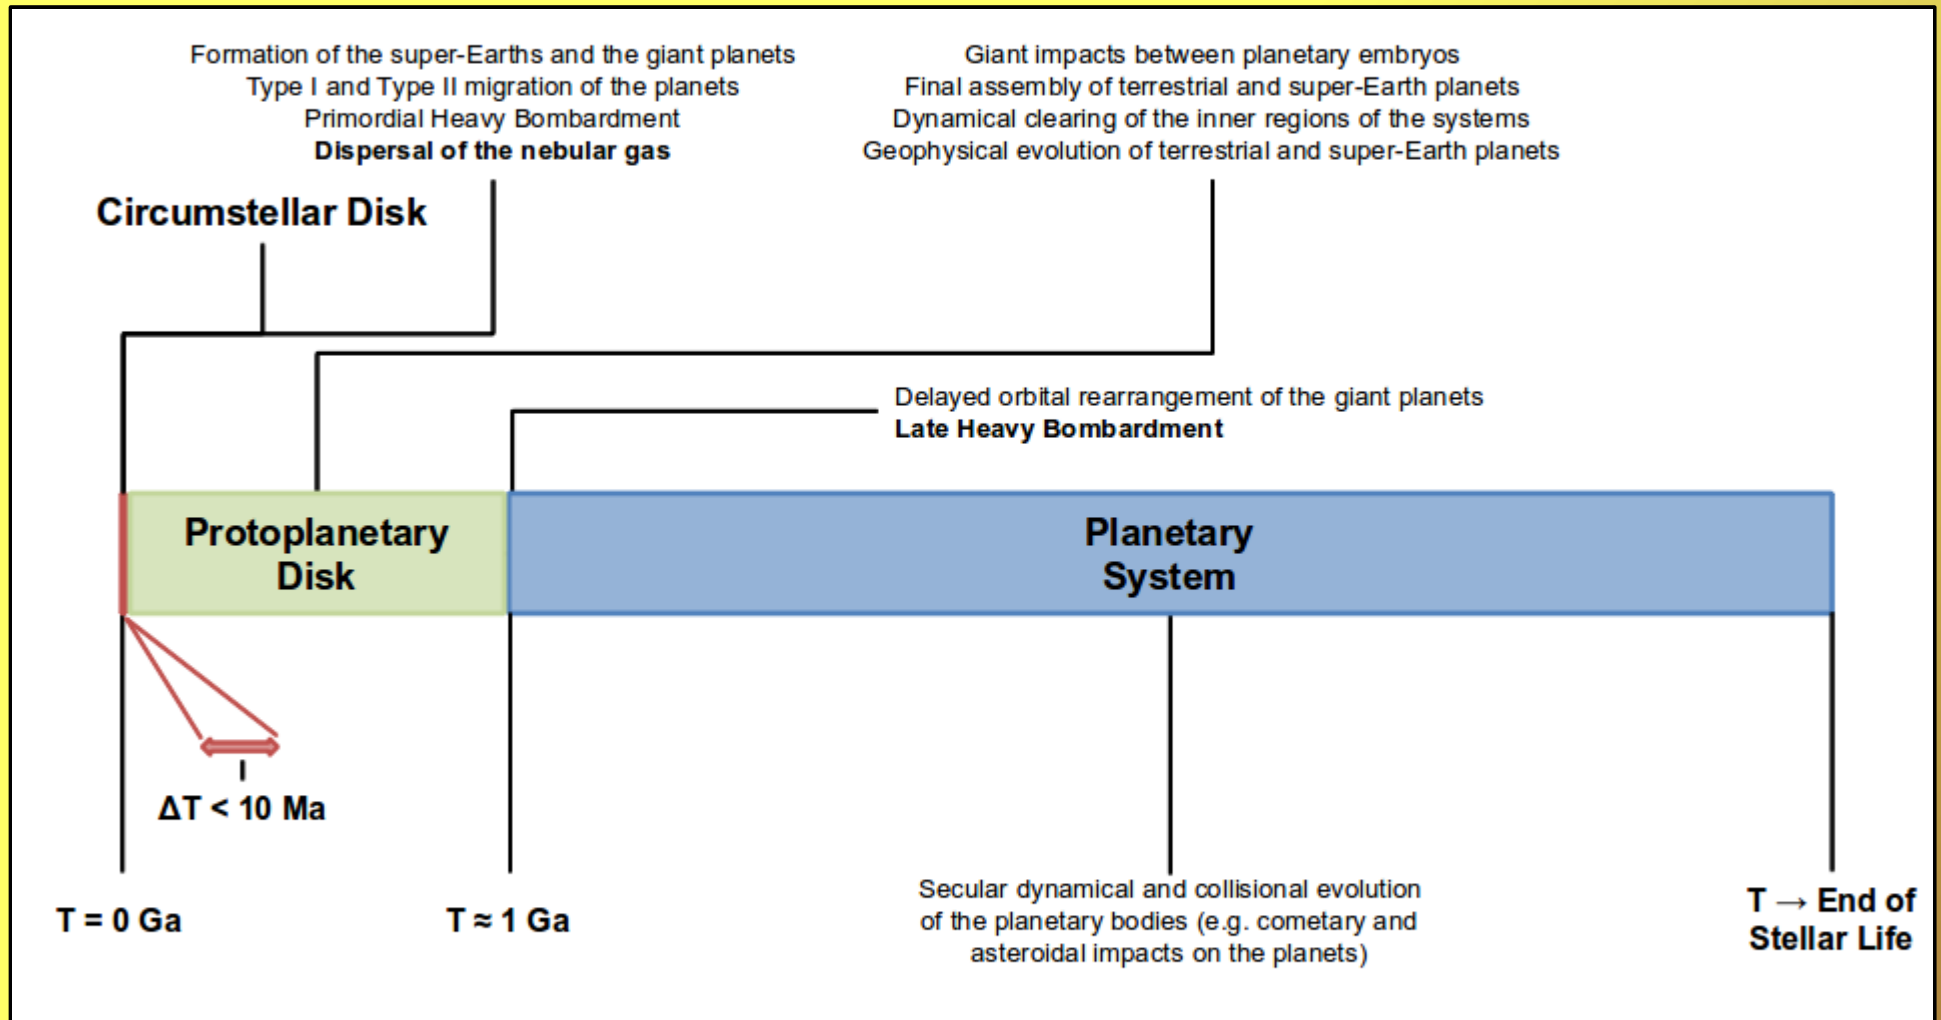 Formation of the super-Earths and the giant planets
Type I and Type II migration of the planets
Primordial Heavy Bombardment
Dispersal of the nebular gas
Giant impacts between planetary embryos
Final assembly of terrestrial and super-Earth planets
Dynamical clearing of the inner regions of the systems
Geophysical evolution of terrestrial and super-Earth planets
Circumstellar Disk
Delayed orbital rearrangement of the giant planets
Late Heavy Bombardment
Protoplanetary
Disk
Planetary
System
ΔT < 10 Ma
T = 0 Ga
T ≈ 1 Ga
Secular dynamical and collisional evolution
of the planetary bodies (e.g. cometary and
asteroidal impacts on the planets)
T → End of
Stellar Life